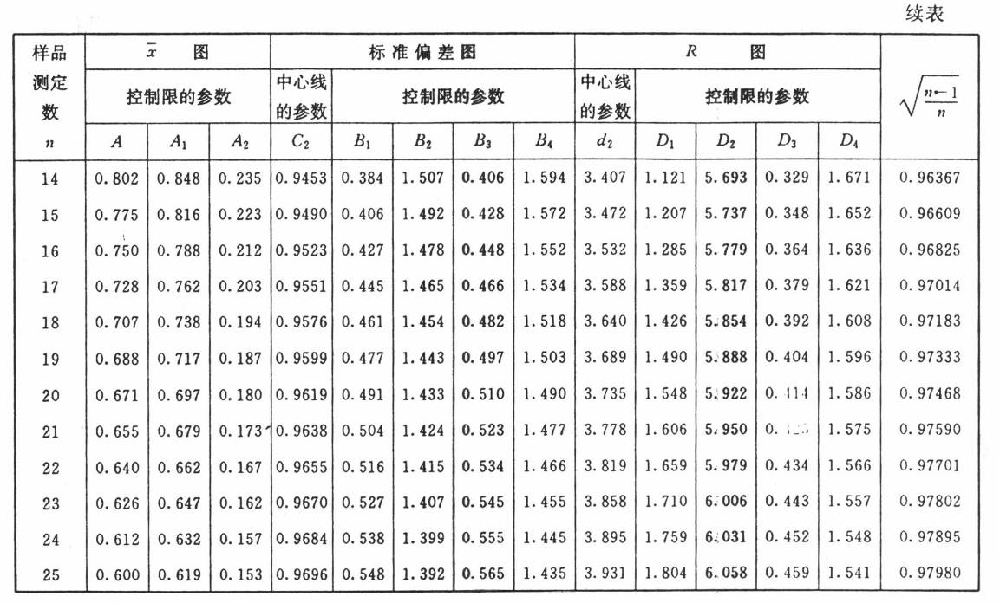 续表
样品 x̄ 图 标准偏差图 R 图
测定 控制限的参数 中心线 控制限的参数 中心线 控制限的参数 √((n-1)/n)
数 的参数 的参数
n A A₁ A₂ C₂ B₁ B₂ B₃ B₄ d₂ D₁ D₂ D₃ D₄
14 0.802 0.848 0.235 0.9453 0.384 1.507 0.406 1.594 3.407 1.121 5.693 0.329 1.671 0.96367
15 0.775 0.816 0.223 0.9490 0.406 1.492 0.428 1.572 3.472 1.207 5.737 0.348 1.652 0.96609
16 0.750 0.788 0.212 0.9523 0.427 1.478 0.448 1.552 3.532 1.285 5.779 0.364 1.636 0.96825
17 0.728 0.762 0.203 0.9551 0.445 1.465 0.466 1.534 3.588 1.359 5.817 0.379 1.621 0.97014
18 0.707 0.738 0.194 0.9576 0.461 1.454 0.482 1.518 3.640 1.426 5.854 0.392 1.608 0.97183
19 0.688 0.717 0.187 0.9599 0.477 1.443 0.497 1.503 3.689 1.490 5.888 0.404 1.596 0.97333
20 0.671 0.697 0.180 0.9619 0.491 1.433 0.510 1.490 3.735 1.548 5.922 0.414 1.586 0.97468
21 0.655 0.679 0.173 0.9638 0.504 1.424 0.523 1.477 3.778 1.606 5.950 1.575 0.97590
22 0.640 0.662 0.167 0.9655 0.516 1.415 0.534 1.466 3.819 1.659 5.979 0.434 1.566 0.97701
23 0.626 0.647 0.162 0.9670 0.527 1.407 0.545 1.455 3.858 1.710 6.006 0.443 1.557 0.97802
24 0.612 0.632 0.157 0.9684 0.538 1.399 0.555 1.445 3.895 1.759 6.031 0.452 1.548 0.97895
25 0.600 0.619 0.153 0.9696 0.548 1.392 0.565 1.435 3.931 1.804 6.058 0.459 1.541 0.97980